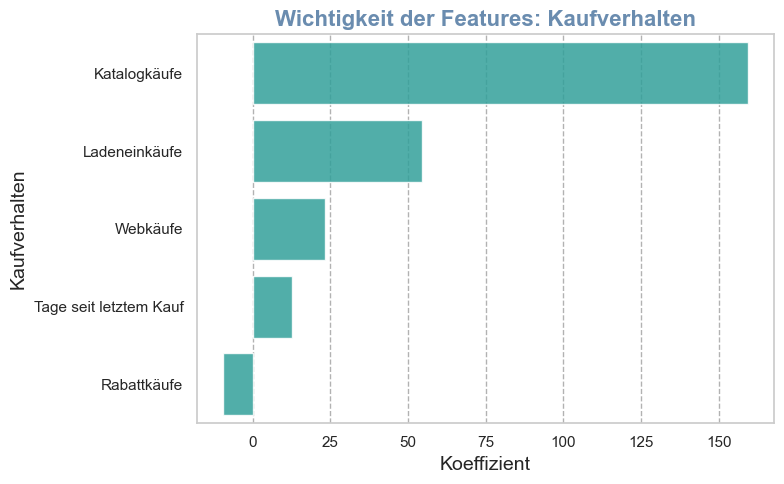 Wichtigkeit der Features: Kaufverhalten
Kaufverhalten
Katalogkäufe
Ladeneinkäufe
Webkäufe
Tage seit letztem Kauf
Rabattkäufe
0 25 50 75 100 125 150
Koeffizient